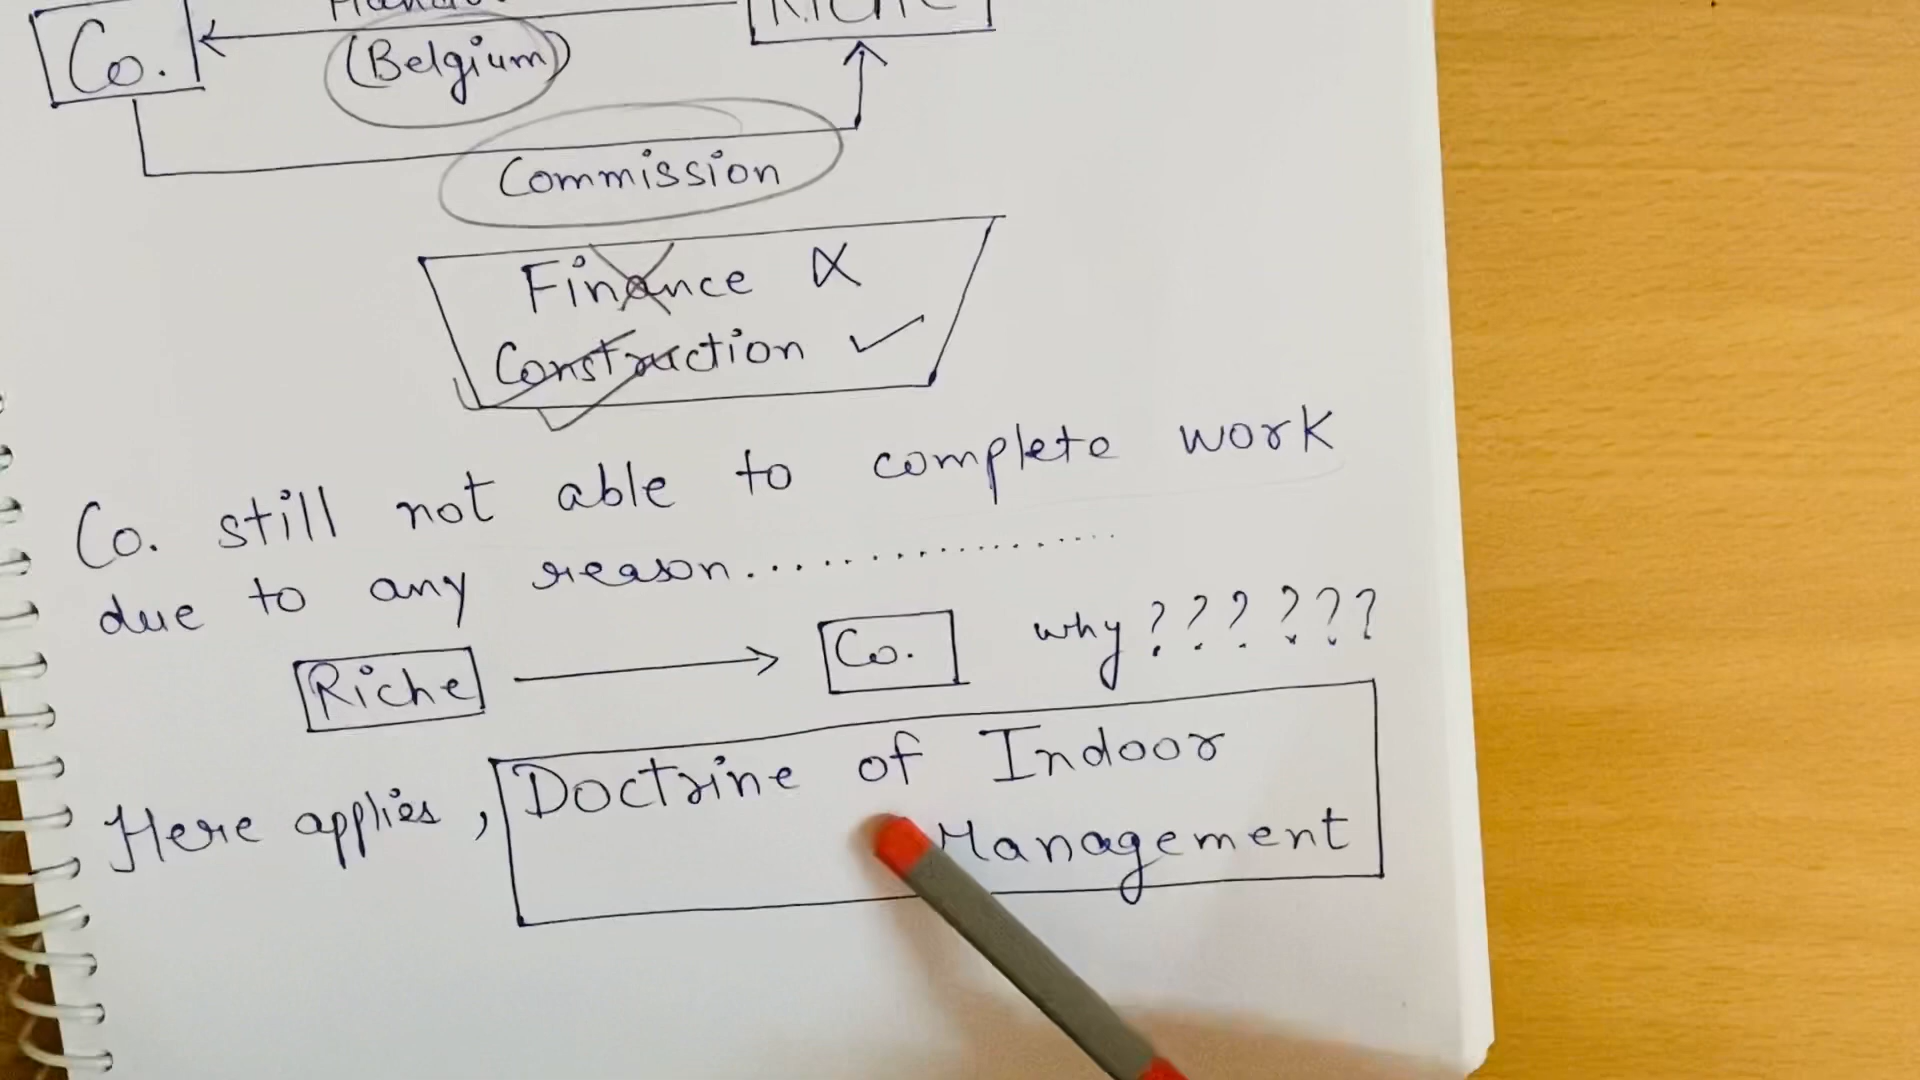 Co.
Riche
(Belgium)
Commission
Finance X
Construction ✓
Co. still not able to complete work
due to any reason..................
Riche → Co. why??????
Here applies, Doctrine of Indoor
Management